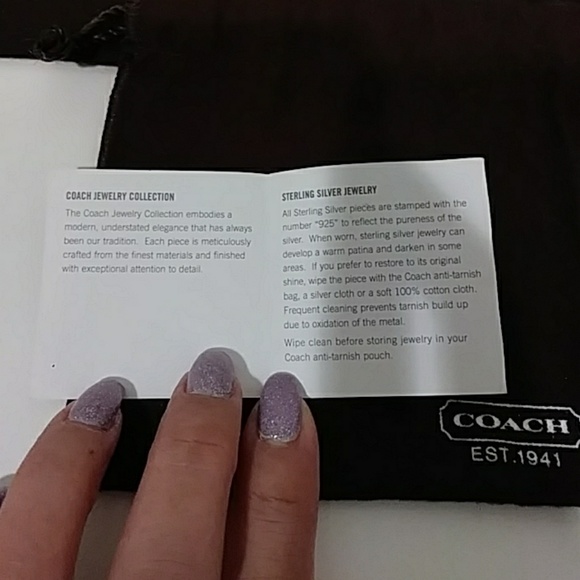 COACH JEWELRY COLLECTION
The Coach Jewelry Collection embodies a
modern, understated elegance that has always
been our tradition. Each piece is meticulously
crafted from the finest materials and finished
with exceptional attention to detail.
STERLING SILVER JEWELRY
All Sterling Silver pieces are stamped with the
number "925" to reflect the pureness of the
silver. When worn, sterling silver jewelry can
develop a warm patina and darken in some
areas. If you prefer to restore to its original
shine, wipe the piece with the Coach anti-tarnish
bag, a silver cloth or a soft 100% cotton cloth.
Frequent cleaning prevents tarnish build up
due to oxidation of the metal.
Wipe clean before storing jewelry in your
Coach anti-tarnish pouch.
COACH
EST.1941